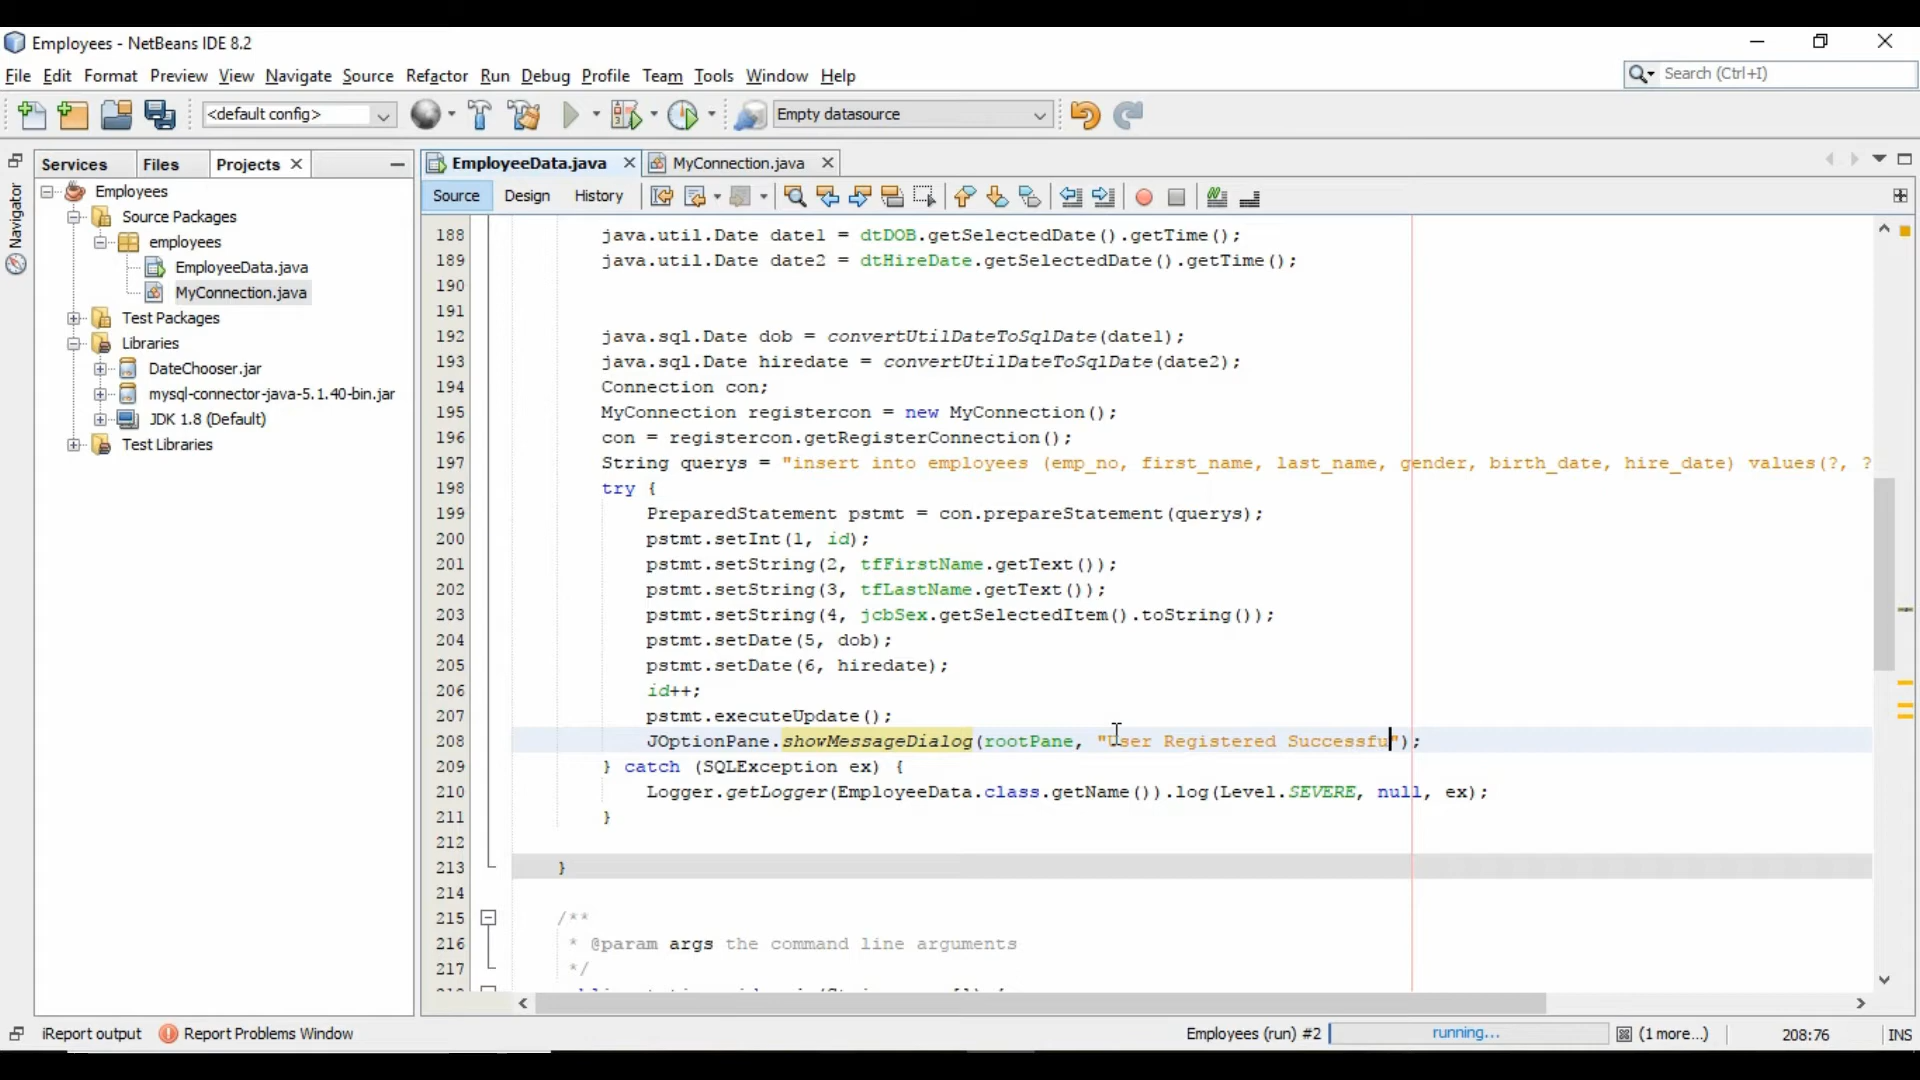 Employees - NetBeans IDE 8.2
File Edit Format Preview View Navigate Source Refactor Run Debug Profile Team Tools Window Help
Search (Ctrl+I)
<default config>
Empty datasource
Services Files Projects
EmployeeData.java MyConnection.java
Source Design History
Navigator
Employees
Source Packages
employees
EmployeeData.java
MyConnection.java
Test Packages
Libraries
DateChooser.jar
mysql-connector-java-5.1.40-bin.jar
JDK 1.8 (Default)
Test Libraries
188 java.util.Date date1 = dtDOB.getSelectedDate().getTime();
189 java.util.Date date2 = dtHireDate.getSelectedDate().getTime();
190
191
192 java.sql.Date dob = convertUtilDateToSqlDate(date1);
193 java.sql.Date hiredate = convertUtilDateToSqlDate(date2);
194 Connection con;
195 MyConnection registercon = new MyConnection();
196 con = registercon.getRegisterConnection();
197 String querys = "insert into employees (emp_no, first_name, last_name, gender, birth_date, hire_date) values(?, ?
198 try {
199 PreparedStatement pstmt = con.prepareStatement(querys);
200 pstmt.setInt(1, id);
201 pstmt.setString(2, tfFirstName.getText());
202 pstmt.setString(3, tfLastName.getText());
203 pstmt.setString(4, jcbSex.getSelectedItem().toString());
204 pstmt.setDate(5, dob);
205 pstmt.setDate(6, hiredate);
206 id++;
207 pstmt.executeUpdate();
208 JOptionPane.showMessageDialog(rootPane, "User Registered Successfu");
209 } catch (SQLException ex) {
210 Logger.getLogger(EmployeeData.class.getName()).log(Level.SEVERE, null, ex);
211 }
212
213 }
214
215 /**
216 * @param args the command line arguments
217 */
iReport output Report Problems Window
Employees (run) #2 running... (1 more...) 208:76 INS